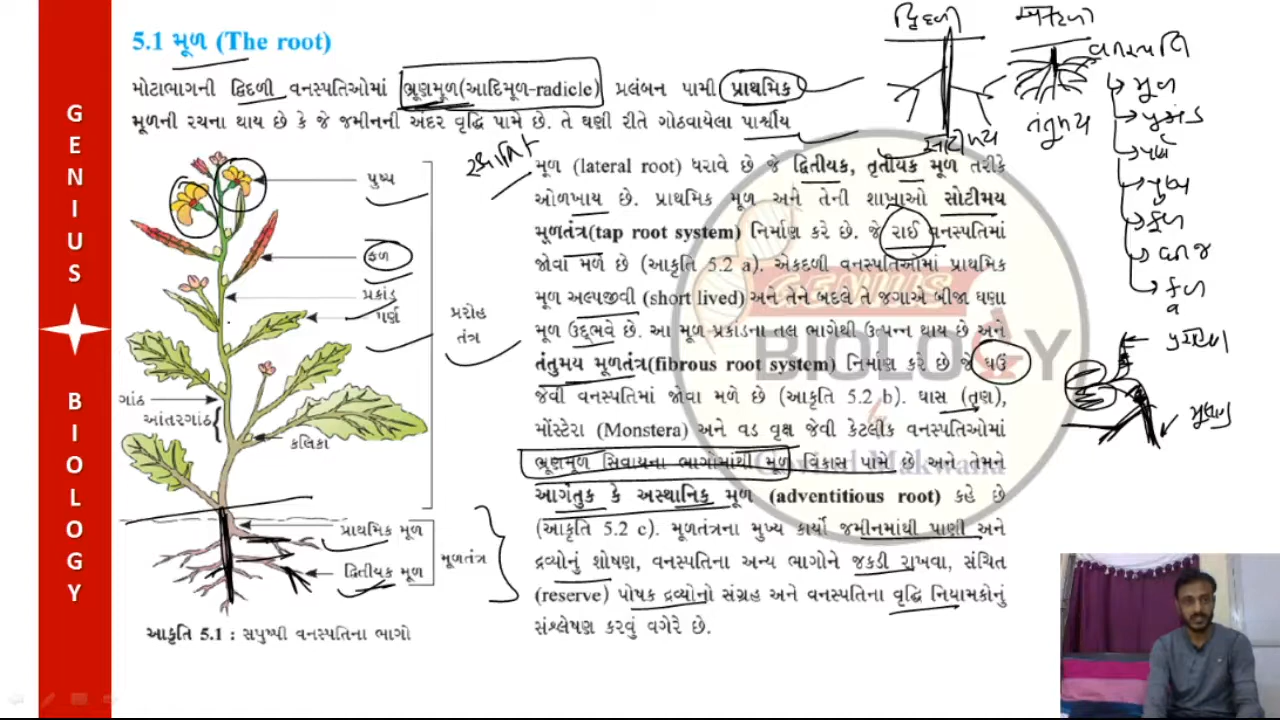 GENIUS BIOLOGY
5.1 મૂળ (The root)
મોટાભાગની દ્વિદળી વનસ્પતિઓમાં ભ્રૂણમૂળ(આદિમૂળ-radicle) પ્રલંબન પામી પ્રાથમિક
મૂળની રચના થાય છે કે જે જમીનની અંદર વૃદ્ધિ પામે છે. તે ઘણી રીતે ગોઠવાયેલા પાર્શ્વીય
મૂળ (lateral root) ધરાવે છે જે દ્વિતીયક, તૃતીયક મૂળ તરીકે
ઓળખાય છે. પ્રાથમિક મૂળ અને તેની શાખાઓ સોટીમય
મૂળતંત્ર(tap root system) નિર્માણ કરે છે. જે રાઈ વનસ્પતિમાં
જોવા મળે છે (આકૃતિ 5.2 a). એકદળી વનસ્પતિઓમાં પ્રાથમિક
મૂળ અલ્પજીવી (short lived) અને તેને બદલે તે જગાએ બીજા ઘણા
મૂળ ઉદ્ભવે છે. આ મૂળ પ્રકાંડના તલ ભાગેથી ઉત્પન્ન થાય છે અને
તંતુમય મૂળતંત્ર(fibrous root system) નિર્માણ કરે છે જે ઘઉં
જેવી વનસ્પતિમાં જોવા મળે છે (આકૃતિ 5.2 b). ઘાસ (તૃણ),
મોંસ્ટેરા (Monstera) અને વડ વૃક્ષ જેવી કેટલીક વનસ્પતિઓમાં
ભ્રૂણમૂળ સિવાયના ભાગોમાંથી મૂળ વિકાસ પામે છે અને તેમને
આગંતુક કે અસ્થાનિક મૂળ (adventitious root) કહે છે
(આકૃતિ 5.2 c). મૂળતંત્રના મુખ્ય કાર્યો જમીનમાંથી પાણી અને
દ્રવ્યોનું શોષણ, વનસ્પતિના અન્ય ભાગોને જકડી રાખવા, સંચિત
(reserve) પોષક દ્રવ્યોનો સંગ્રહ અને વનસ્પતિના વૃદ્ધિ નિયામકોનું
સંશ્લેષણ કરવું વગેરે છે.
પુષ્પ
ફળ
પ્રકાંડ
પર્ણ
પ્રરોહ
તંત્ર
ગાંઠ
આંતરગાંઠ
કલિકા
પ્રાથમિક મૂળ
મૂળતંત્ર
દ્વિતીયક મૂળ
આકૃતિ 5.1 : સપુષ્પી વનસ્પતિના ભાગો
દ્વિદળી
એકદળી
સોટીમય
તંતુમય
વનસ્પતિ
મૂળ
પ્રકાંડ
પર્ણ
પુષ્પ
ફળ
બીજ
GENIUS
BIOLOGY
Govind Makwana